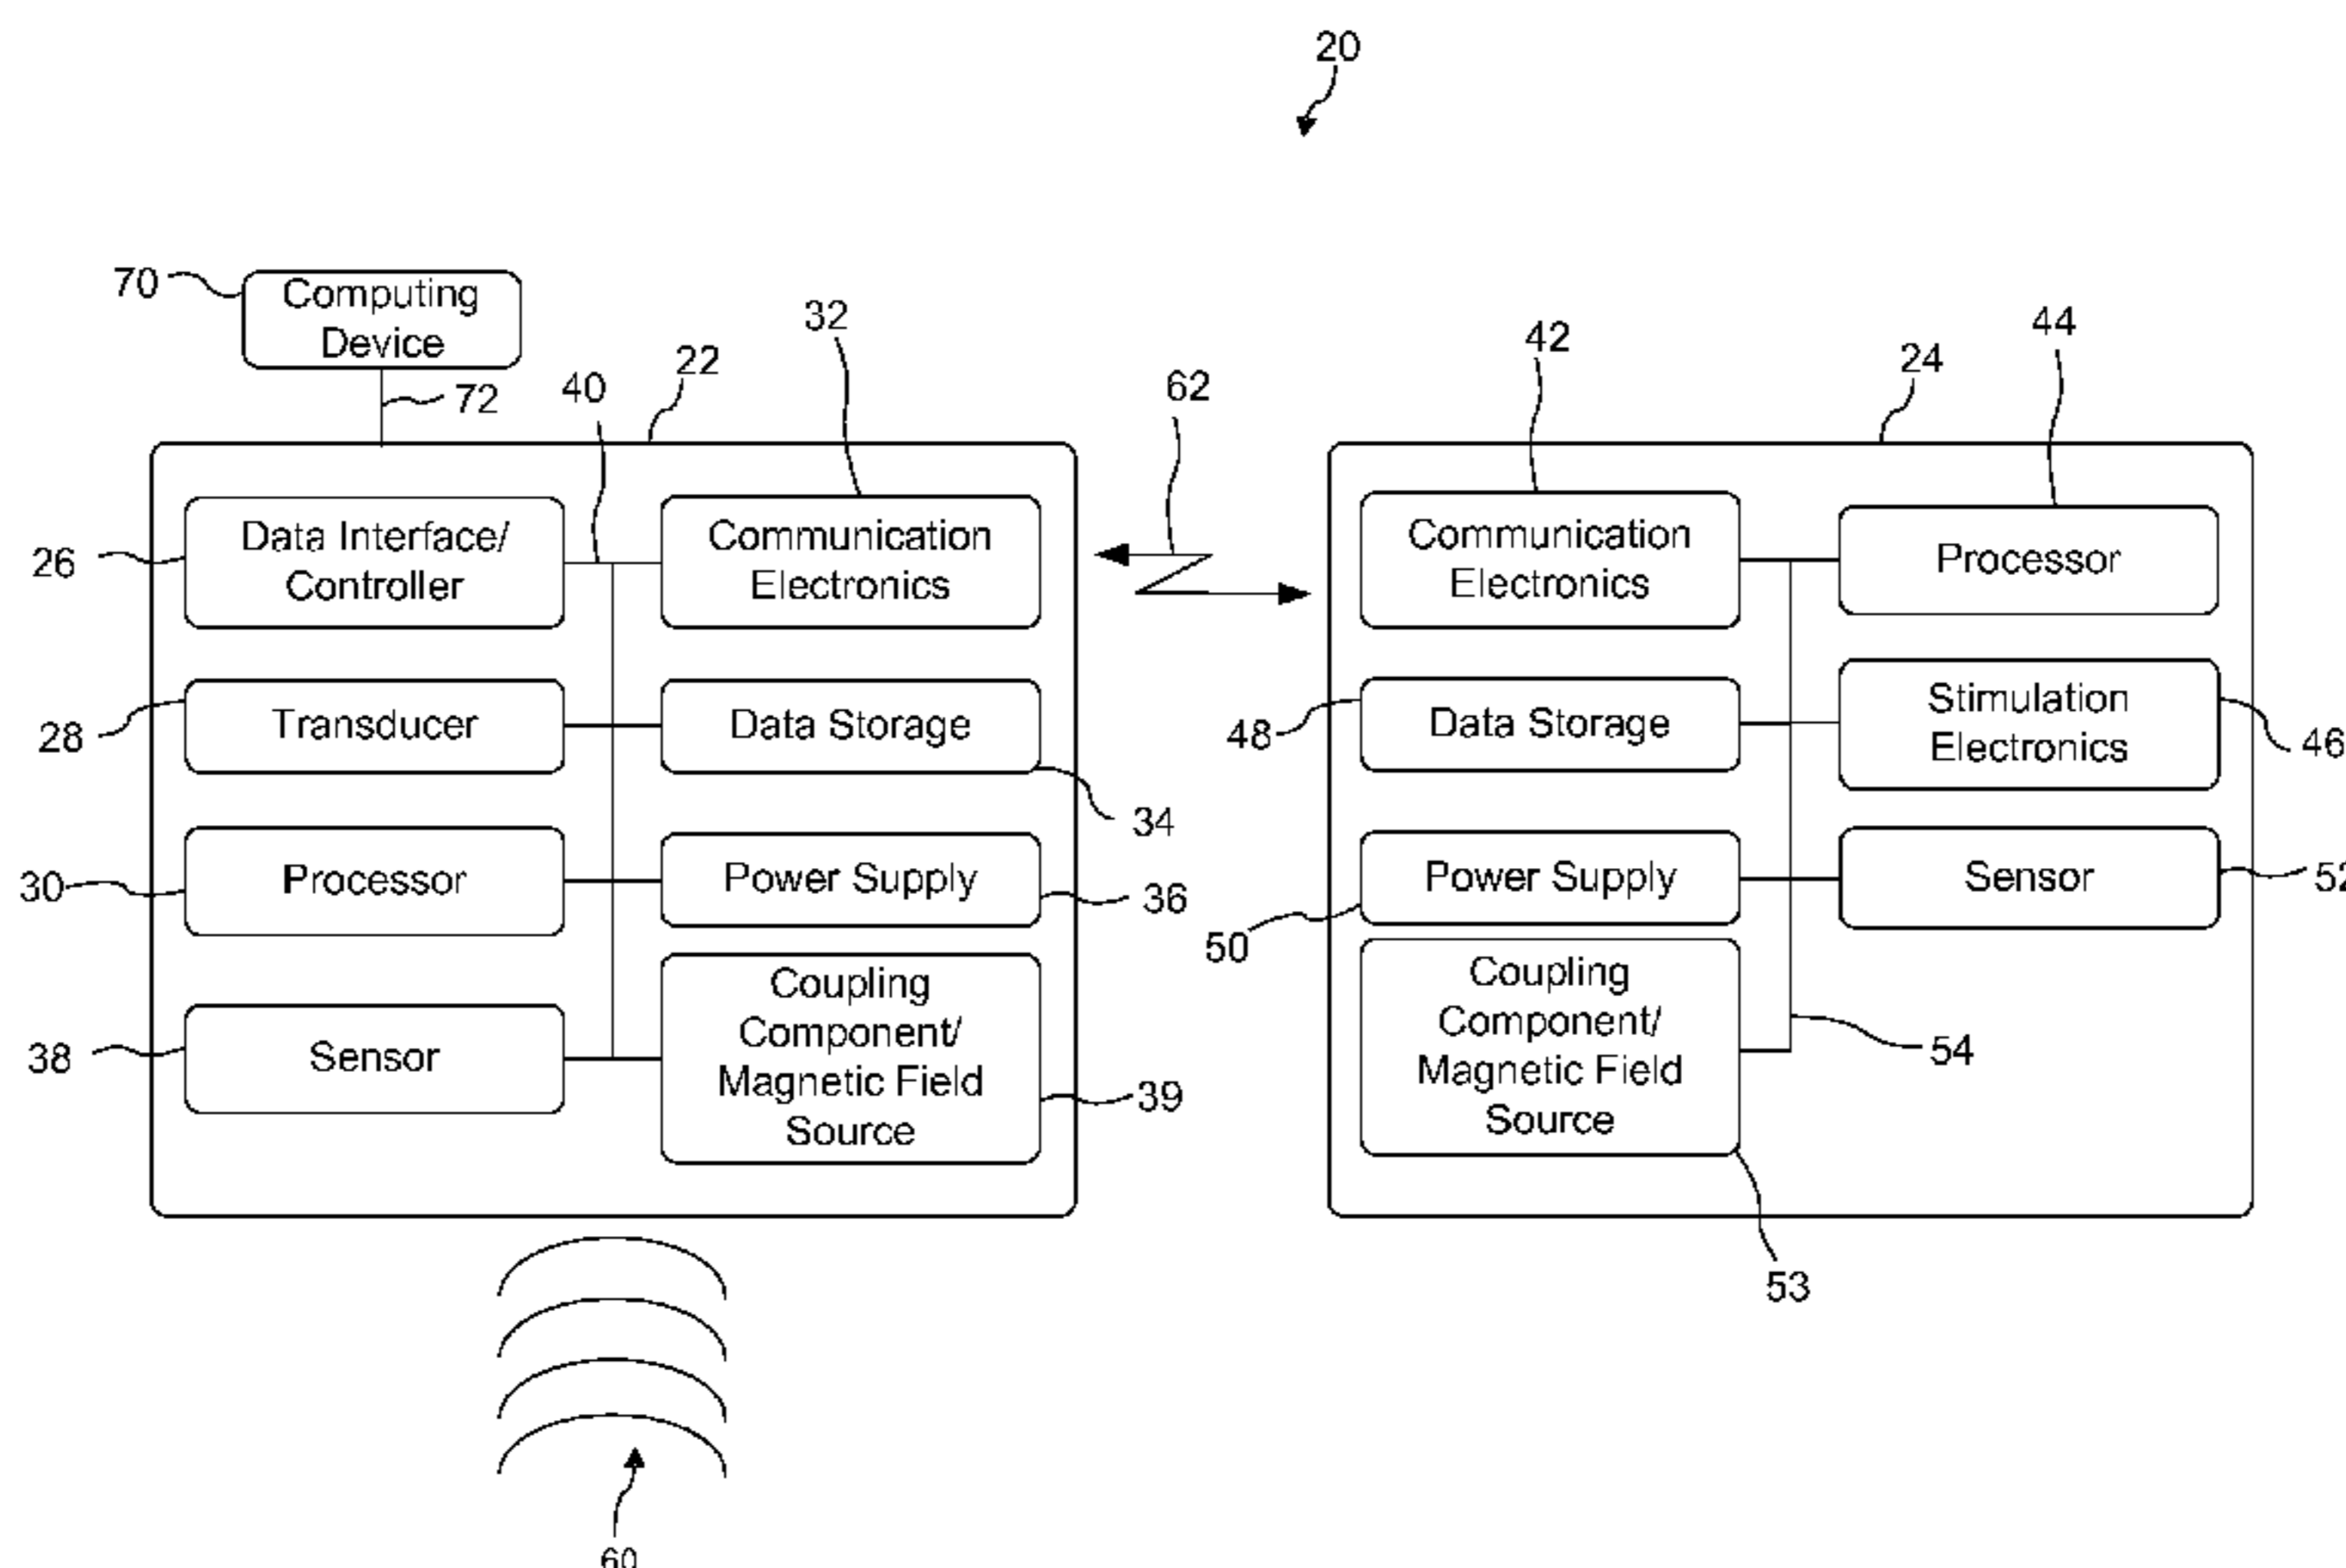 20
70
Computing
Device
72
40
22
32
62
42
24
44
26
Data Interface/
Controller
Communication
Electronics
28
Transducer
Data Storage
34
30
Processor
Power Supply
36
38
Sensor
Coupling
Component/
Magnetic Field
Source
39
Communication
Electronics
Processor
48
Data Storage
Stimulation
Electronics
46
50
Power Supply
Sensor
52
Coupling
Component/
Magnetic Field
Source
54
53
60